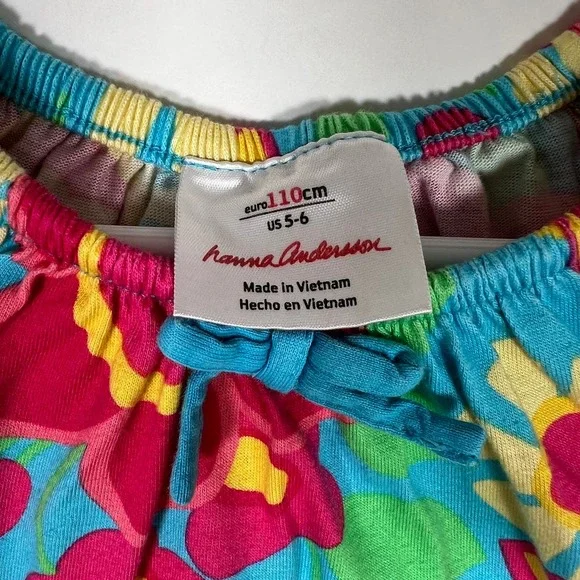 euro110cm
US 5-6
hanna Andersson
Made in Vietnam
Hecho en Vietnam